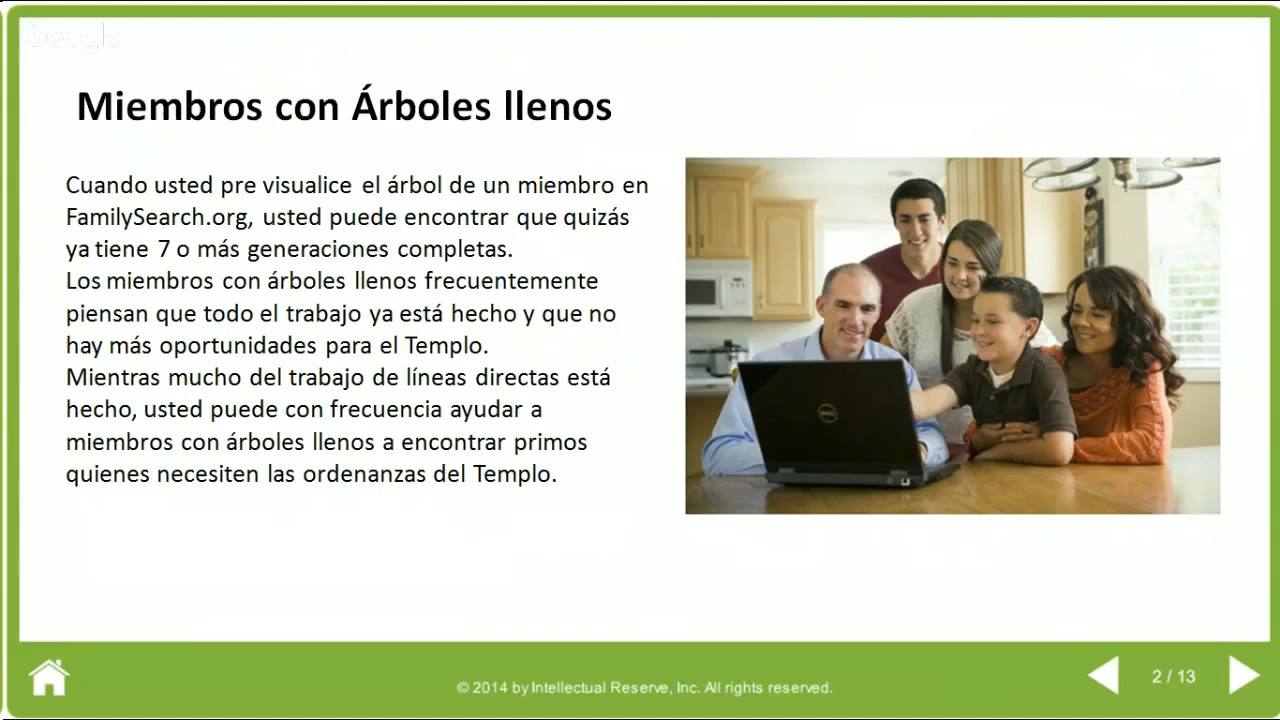 Google
Miembros con Árboles llenos
Cuando usted pre visualice el árbol de un miembro en
FamilySearch.org, usted puede encontrar que quizás
ya tiene 7 o más generaciones completas.
Los miembros con árboles llenos frecuentemente
piensan que todo el trabajo ya está hecho y que no
hay más oportunidades para el Templo.
Mientras mucho del trabajo de líneas directas está
hecho, usted puede con frecuencia ayudar a
miembros con árboles llenos a encontrar primos
quienes necesiten las ordenanzas del Templo.
DELL
© 2014 by Intellectual Reserve, Inc. All rights reserved.
2 / 13